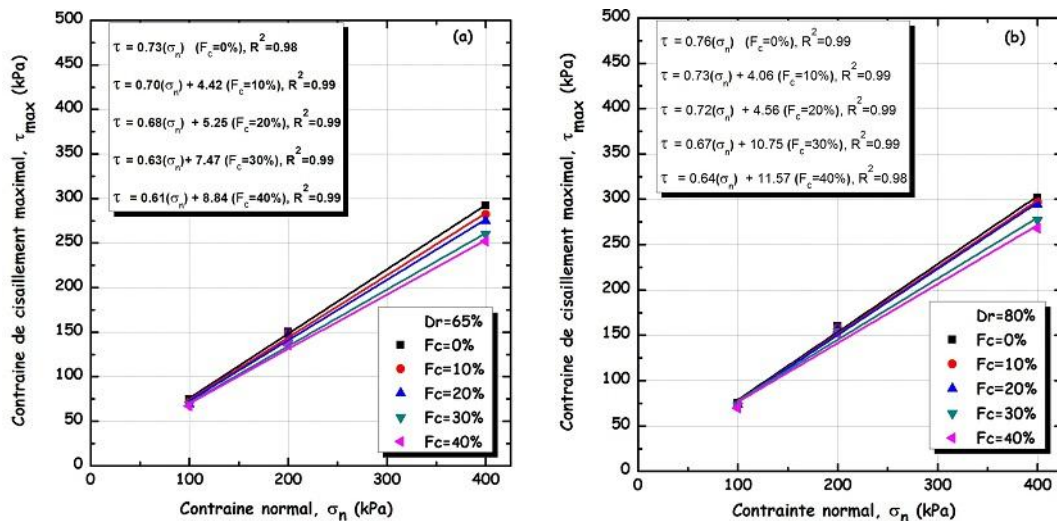 (a)
τ = 0.73(σn) (Fc=0%), R²=0.98
τ = 0.70(σn) + 4.42 (Fc=10%), R²=0.99
τ = 0.68(σn) + 5.25 (Fc=20%), R²=0.99
τ = 0.63(σn)+ 7.47 (Fc=30%), R²=0.99
τ = 0.61(σn) + 8.84 (Fc=40%), R²=0.99
Contraine de cisaillement maximal, τmax (kPa)
500
450
400
350
300
250
200
150
100
50
0
Dr=65%
Fc=0%
Fc=10%
Fc=20%
Fc=30%
Fc=40%
0 100 200 300 400
Contraine normal, σn (kPa)
(b)
τ = 0.76(σn) (Fc=0%), R²=0.99
τ = 0.73(σn) + 4.06 (Fc=10%), R²=0.99
τ = 0.72(σn) + 4.56 (Fc=20%), R²=0.99
τ = 0.67(σn) + 10.75 (Fc=30%), R²=0.99
τ = 0.64(σn) + 11.57 (Fc=40%), R²=0.98
Contraine de cisaillement maximal, τmax (kPa)
500
450
400
350
300
250
200
150
100
50
0
Dr=80%
Fc=0%
Fc=10%
Fc=20%
Fc=30%
Fc=40%
0 100 200 300 400
Contrainte normal, σn (kPa)